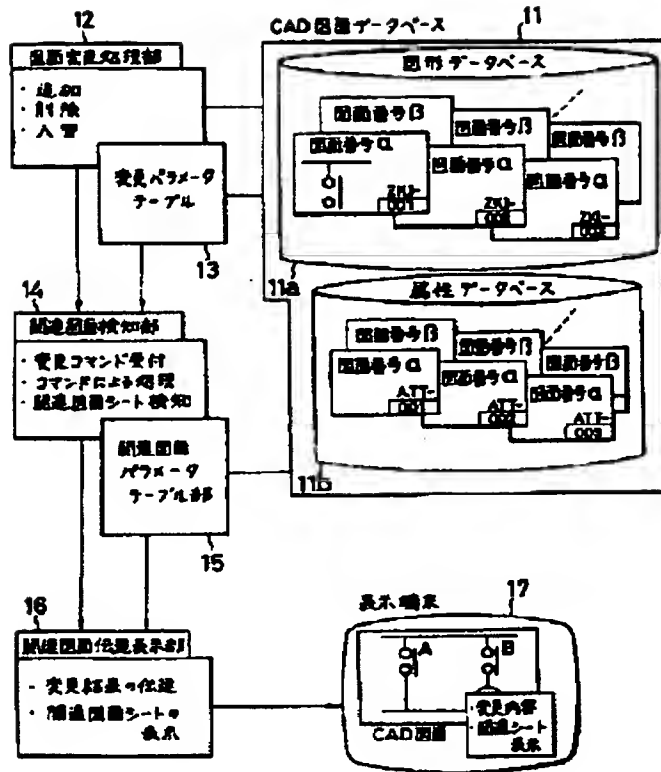 12
図面変更処理部
・追加
・削除
・入替
変更パラメータ
テーブル
13
CAD図面データベース
11
図形データベース
図面番号β
図面番号β
図面番号β
図面番号α
図面番号α
図面番号α
ZKI-
001
ZKI-
002
ZKI-
003
11a
属性データベース
図面番号β
図面番号β
図面番号β
図面番号α
図面番号α
図面番号α
ATT-
001
ATT-
002
ATT-
003
11b
14
関連図面検知部
・変更コマンド受付
・コマンドによる処理
・関連図面シート検知
関連図面
パラメータ
テーブル部
15
16
関連図面伝達表示部
・変更結果の伝達
・関連図面シートの
表示
表示端末
17
A
B
CAD図面
・変更内容
・関連シート
表示